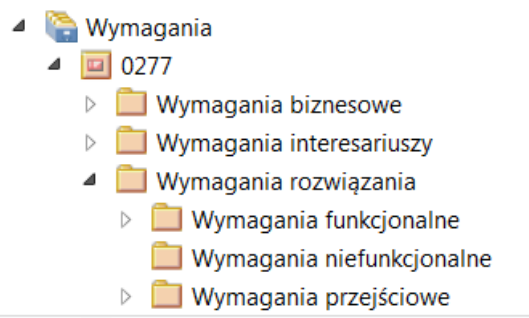 Wymagania
0277
Wymagania biznesowe
Wymagania interesariuszy
Wymagania rozwiązania
Wymagania funkcjonalne
Wymagania niefunkcjonalne
Wymagania przejściowe